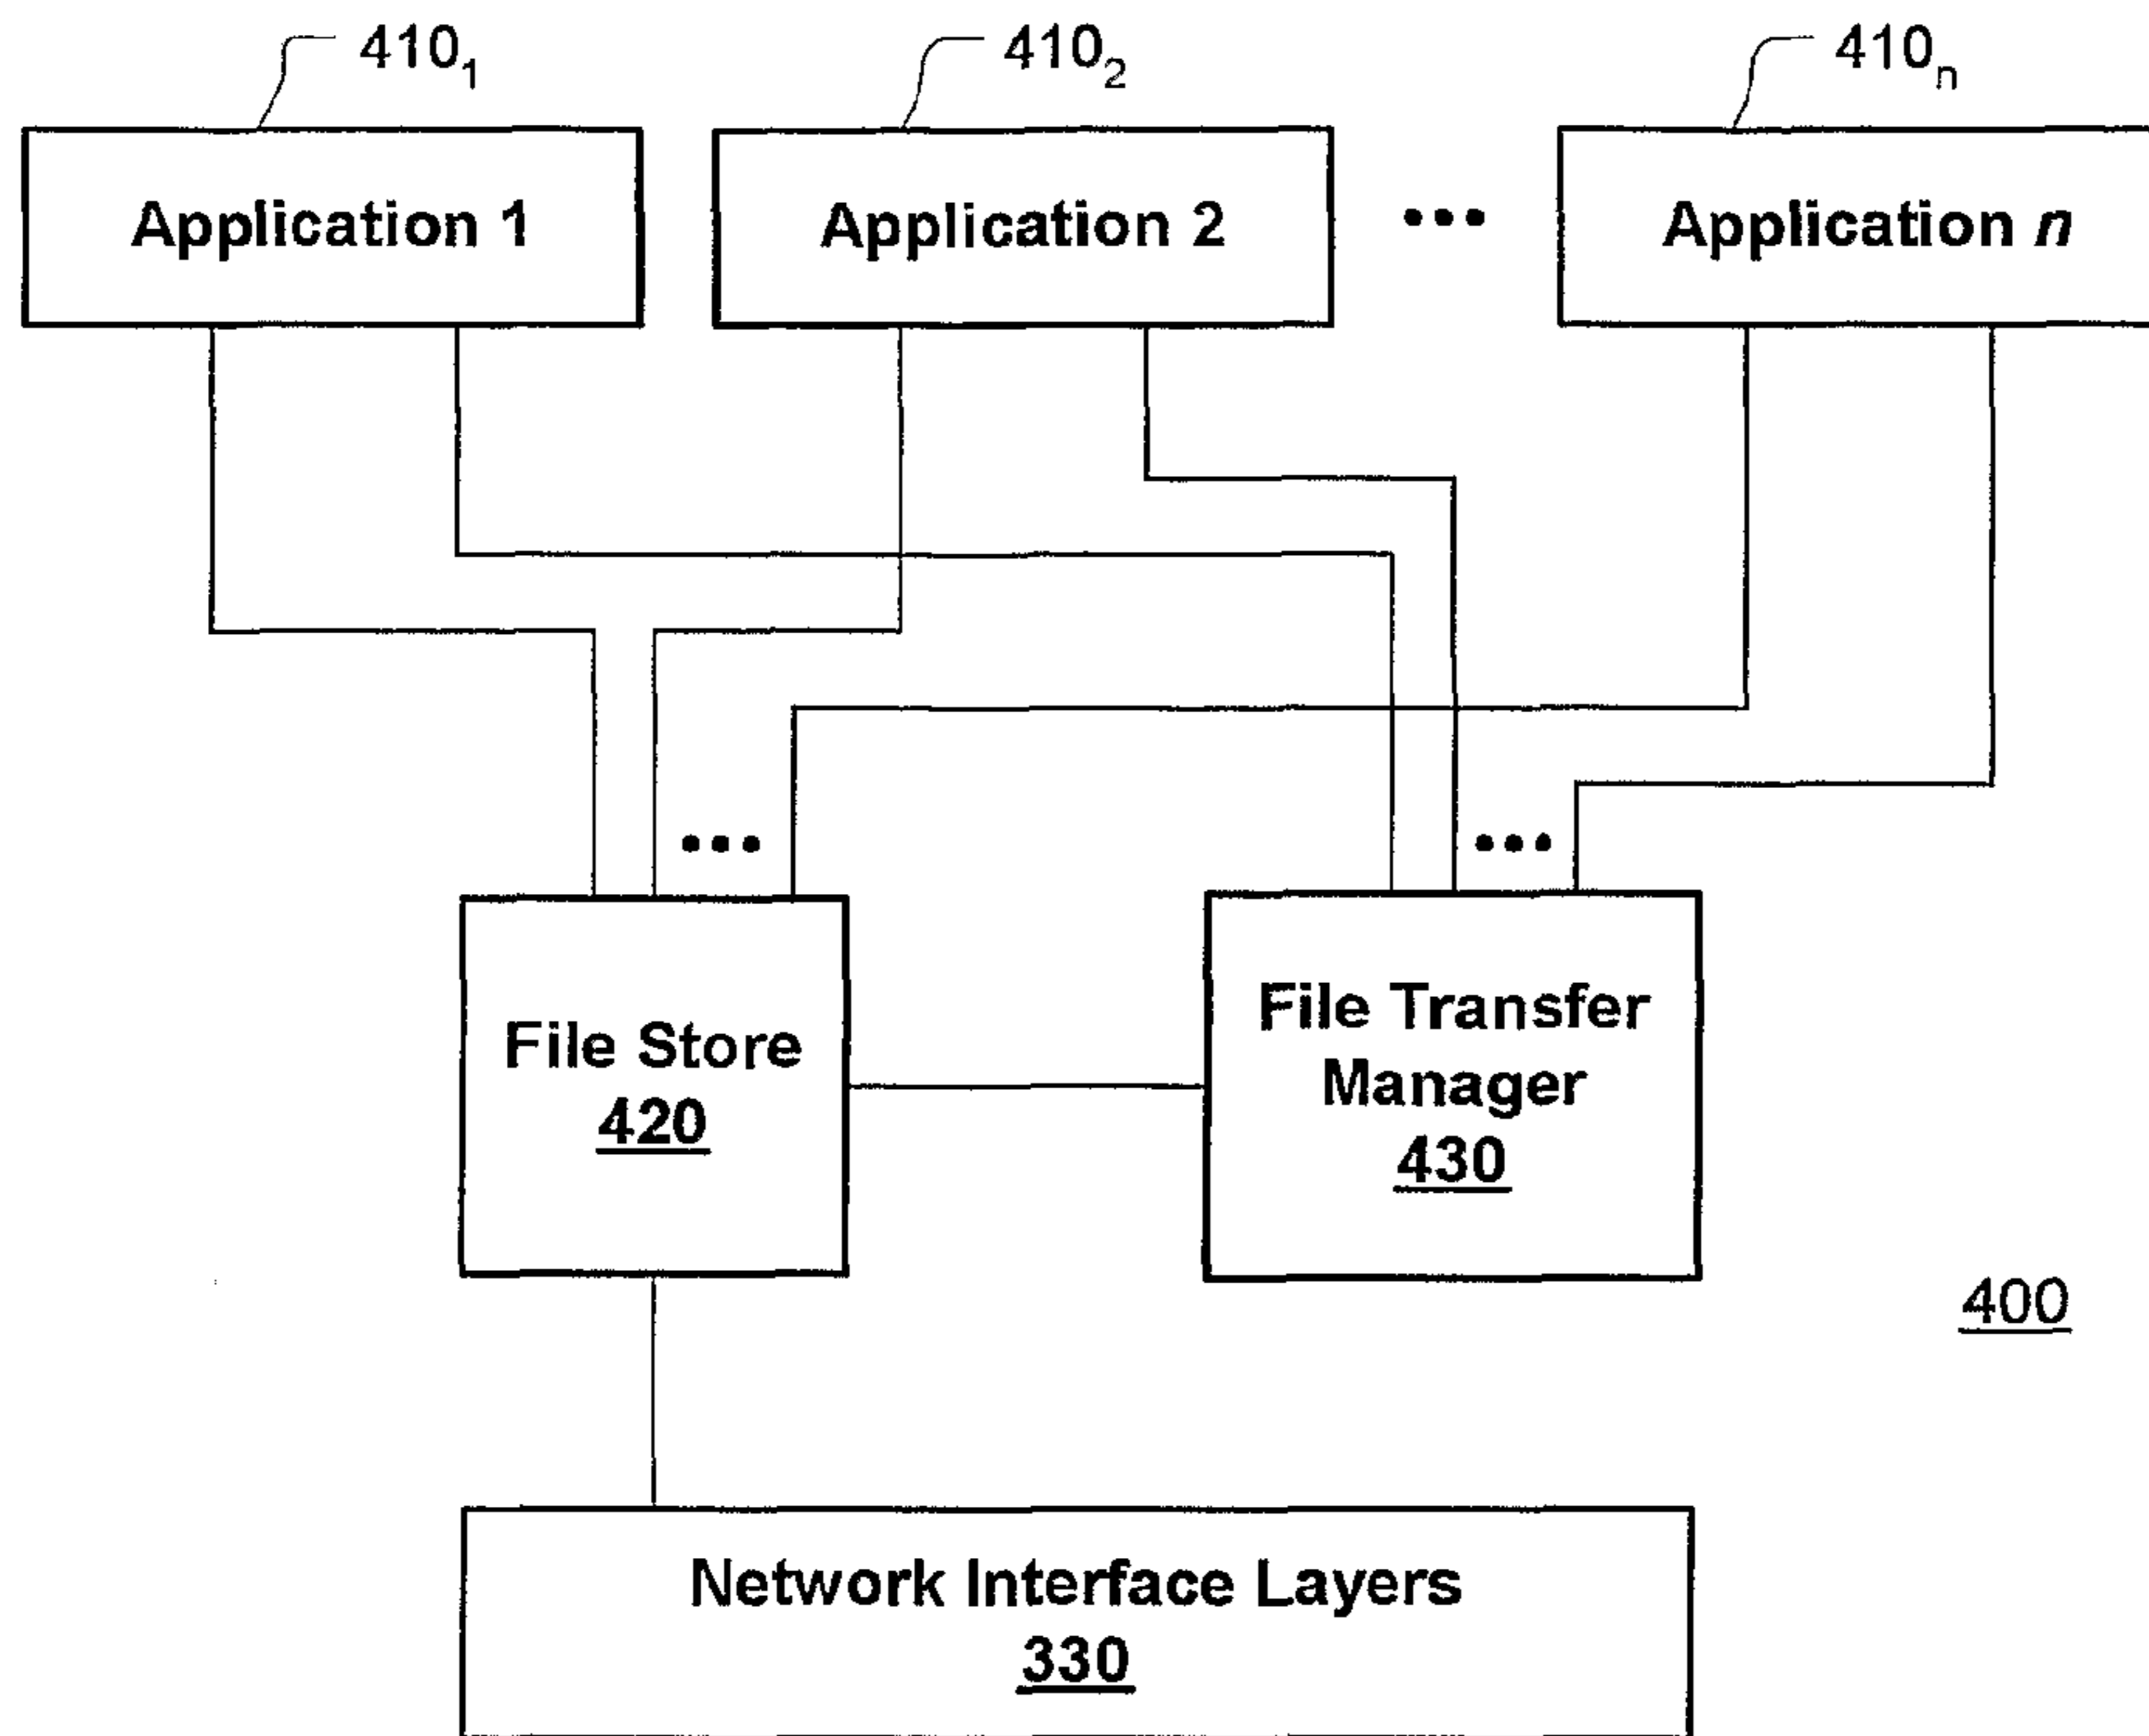 410₁
410₂
410ₙ
Application 1
Application 2
•••
Application n
•••
•••
File Store
420
File Transfer
Manager
430
400
Network Interface Layers
330